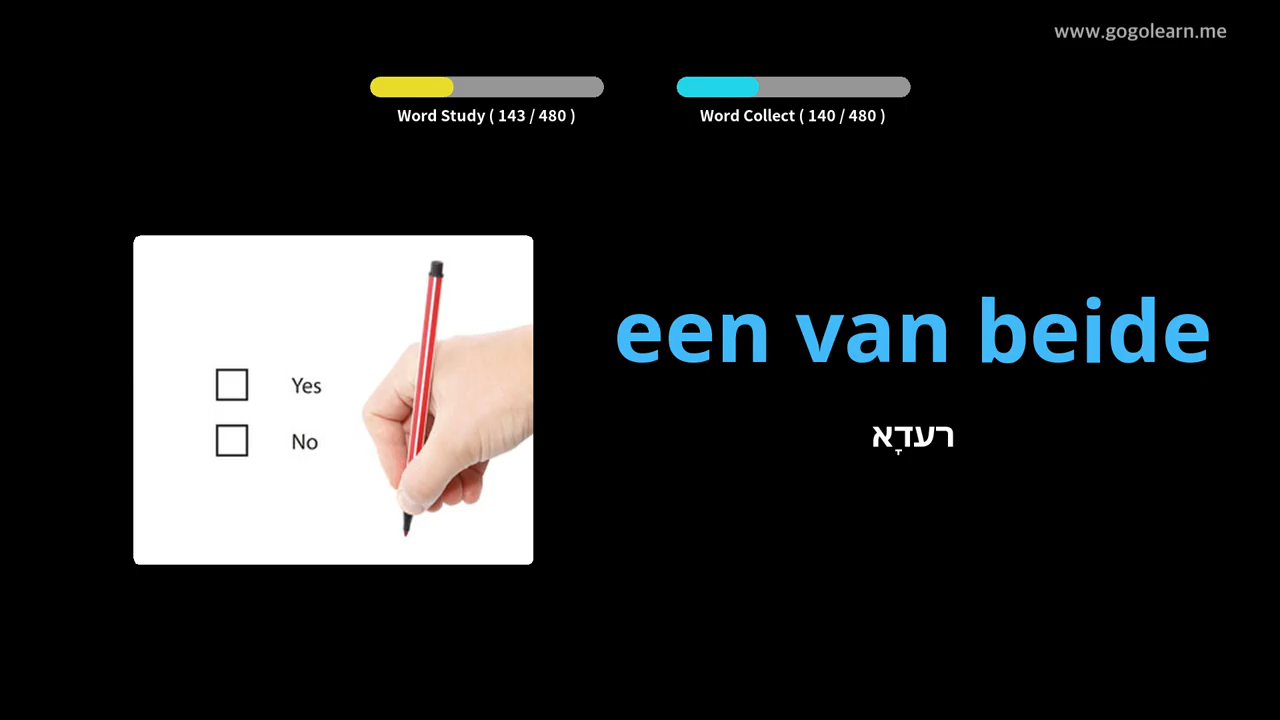 www.gogolearn.me
Word Study ( 143 / 480 )
Word Collect ( 140 / 480 )
een van beide
רעדָא
Yes
No